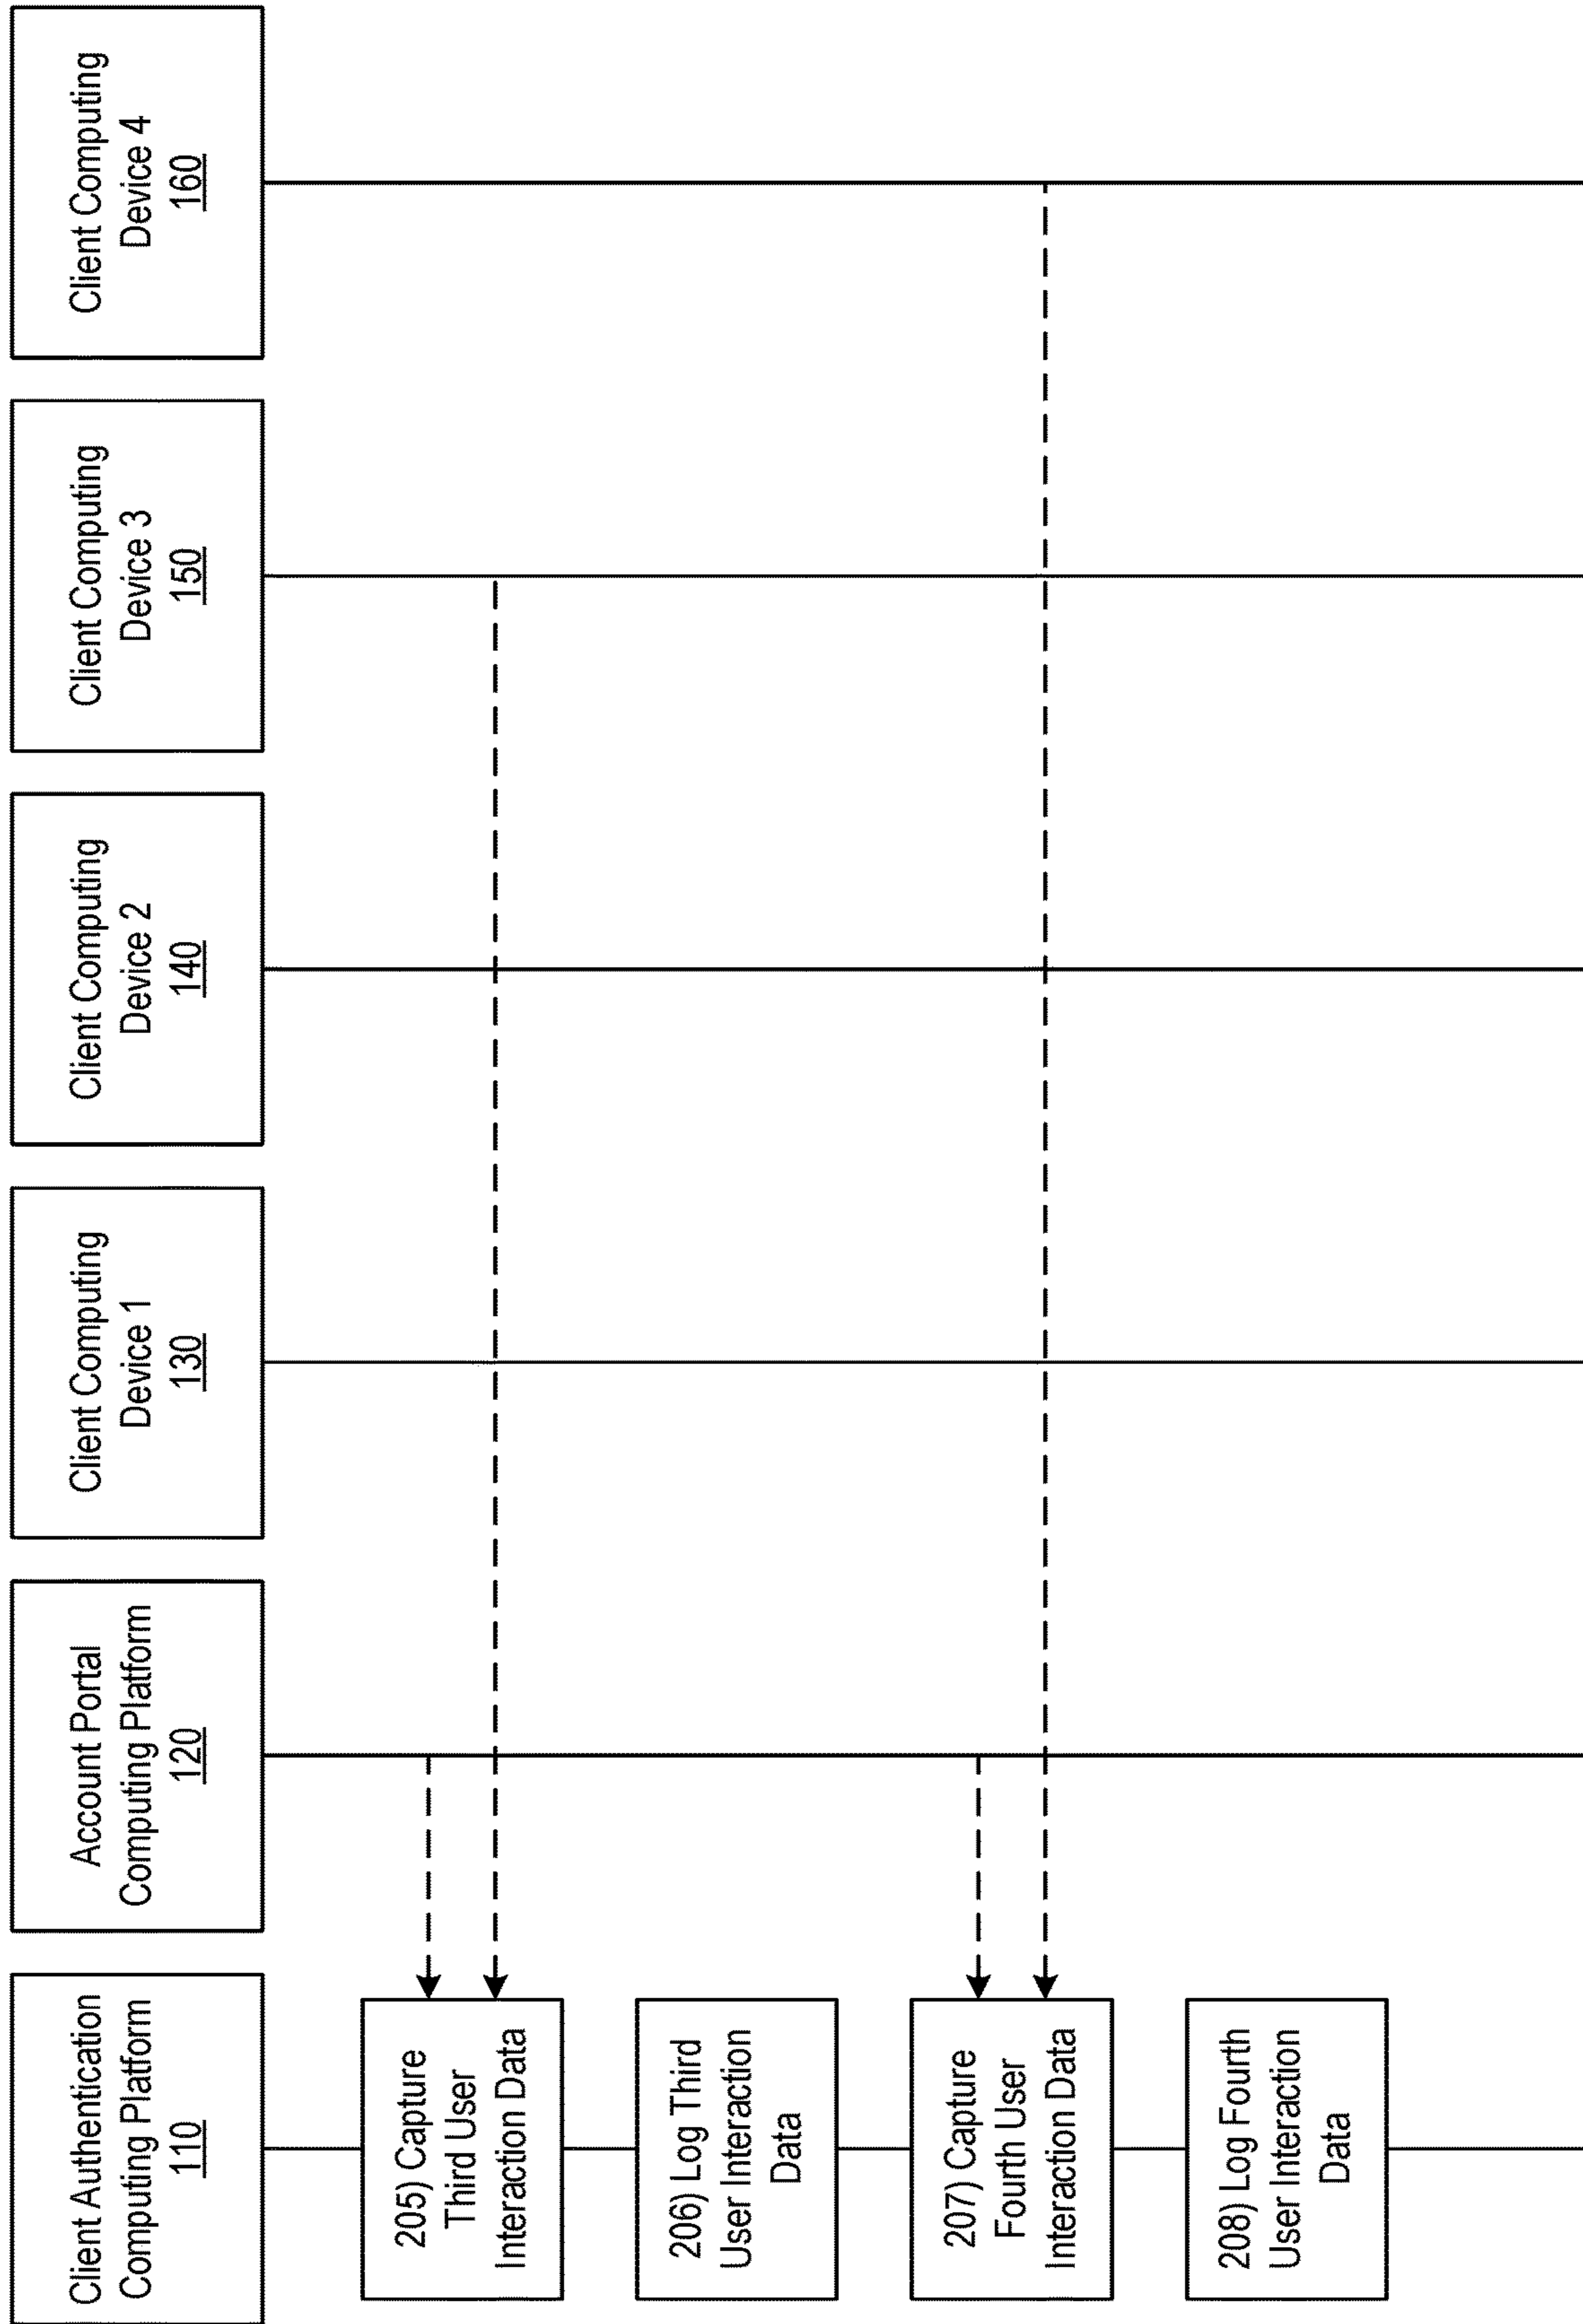 Client Authentication
Computing Platform
110
Account Portal
Computing Platform
120
Client Computing
Device 1
130
Client Computing
Device 2
140
Client Computing
Device 3
150
Client Computing
Device 4
160
205) Capture
Third User
Interaction Data
206) Log Third
User Interaction
Data
207) Capture
Fourth User
Interaction Data
208) Log Fourth
User Interaction
Data